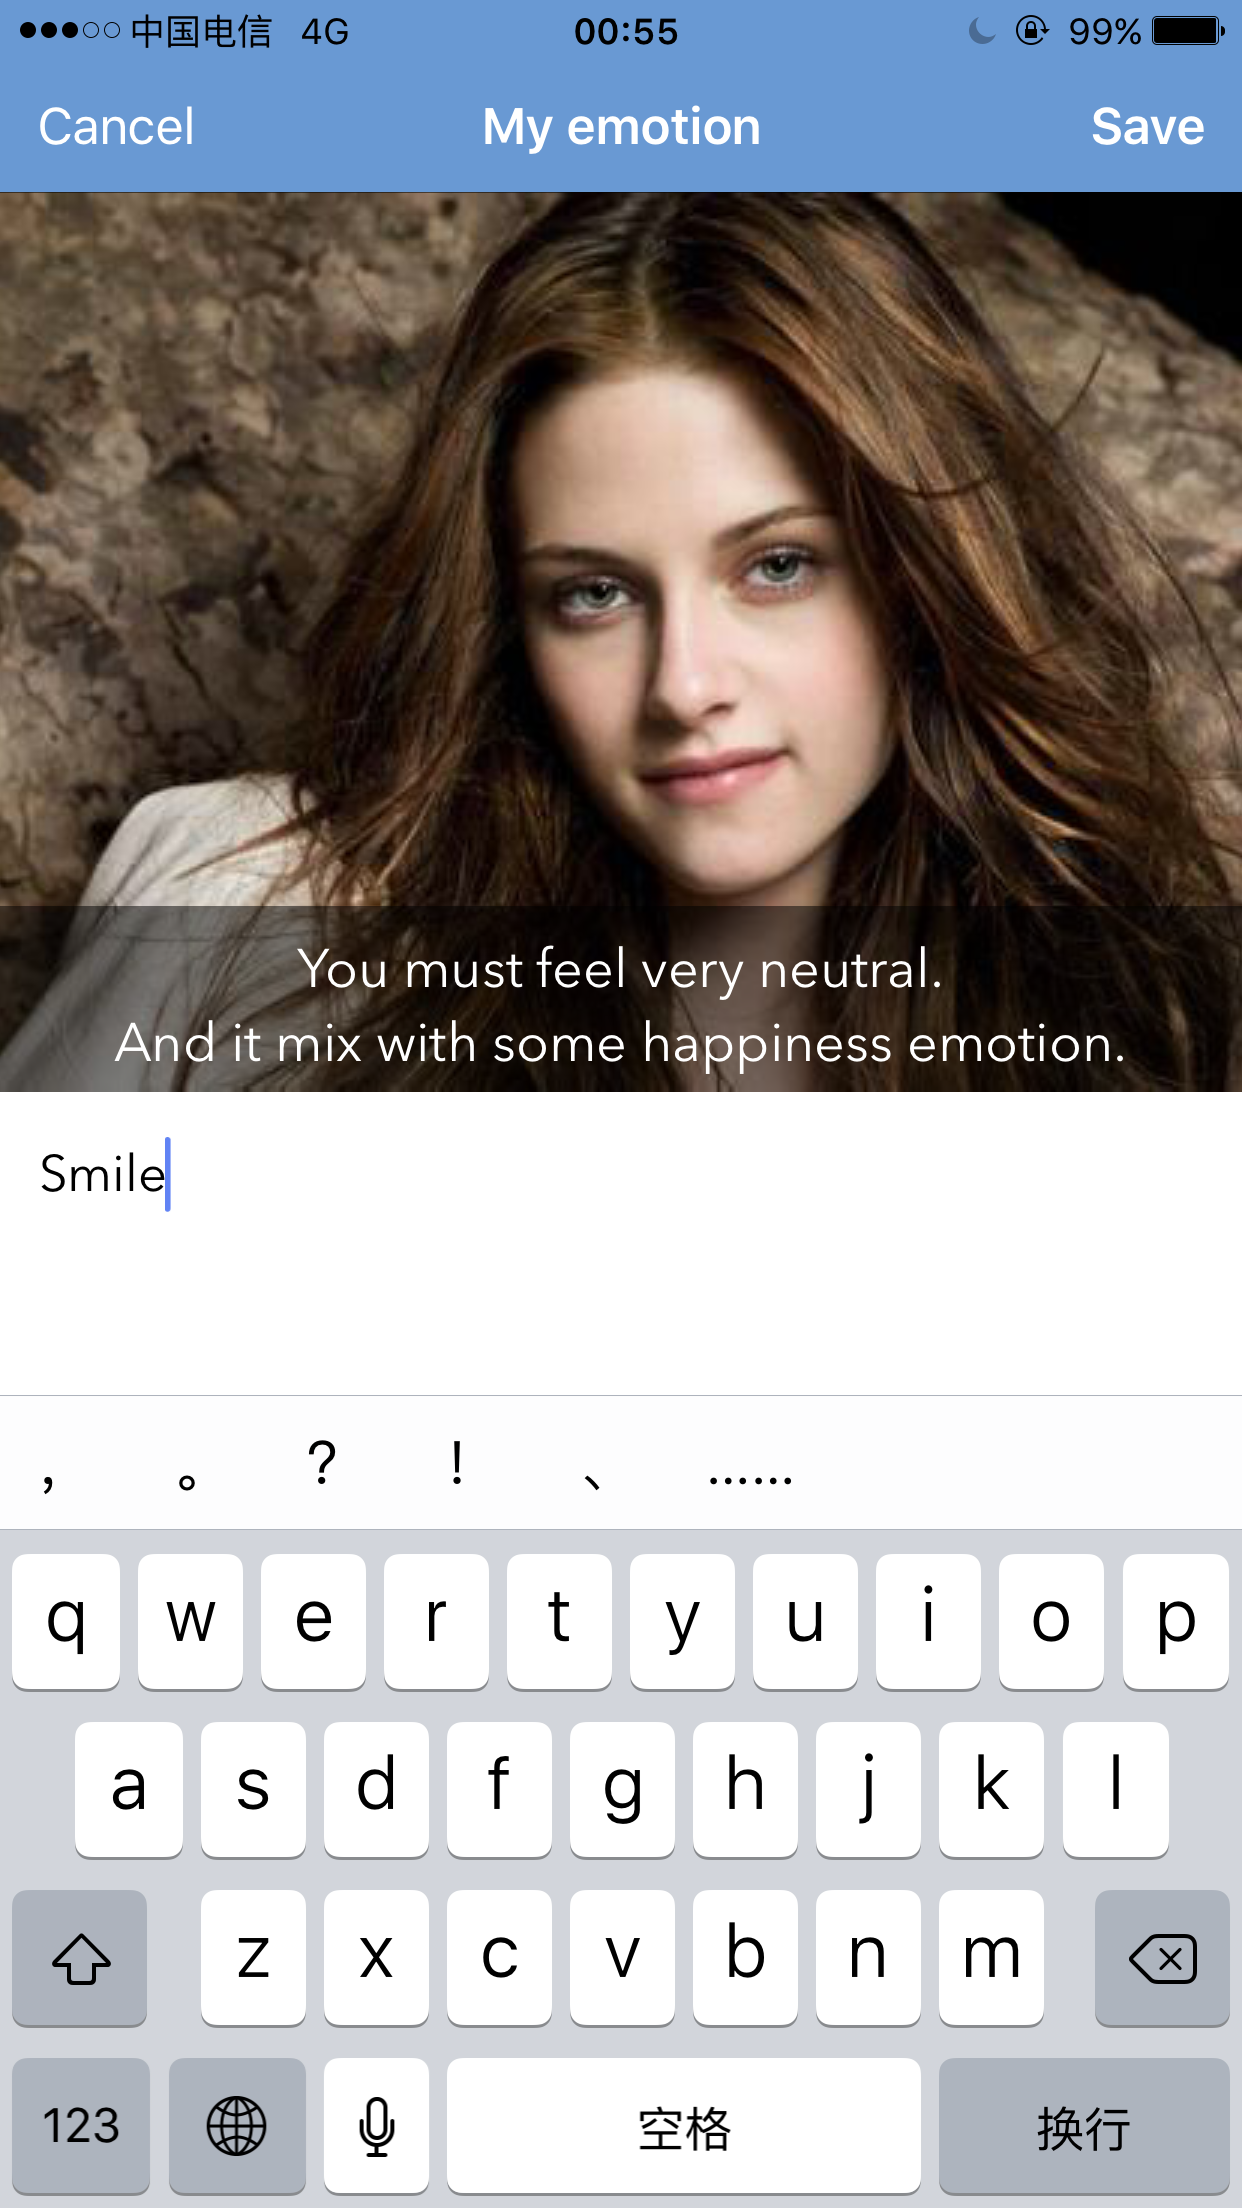 中国电信 4G 00:55 99%
Cancel My emotion Save
You must feel very neutral.
And it mix with some happiness emotion.
Smile
， 。 ? ! 、 ......
q w e r t y u i o p
a s d f g h j k l
z x c v b n m
123 空格 换行